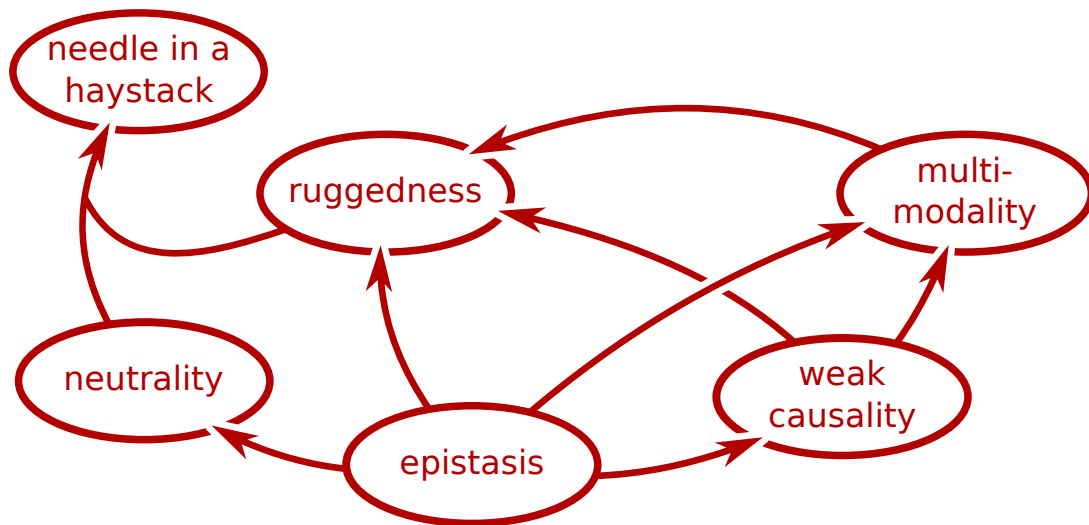 needle in a
haystack
ruggedness
multi-
modality
neutrality
weak
causality
epistasis